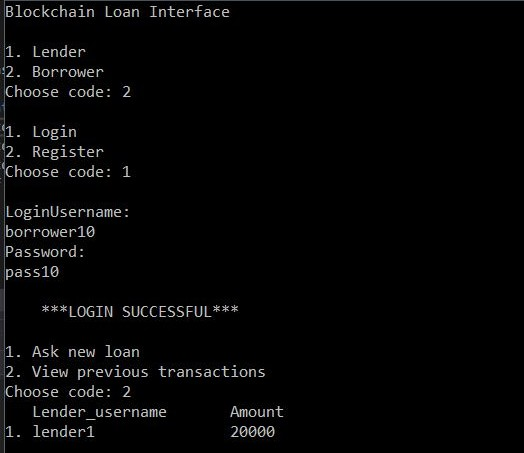 Blockchain Loan Interface
1. Lender
2. Borrower
Choose code: 2
1. Login
2. Register
Choose code: 1
LoginUsername:
borrower10
Password:
pass10
***LOGIN SUCCESSFUL***
1. Ask new loan
2. View previous transactions
Choose code: 2
Lender_username Amount
1. lender1 20000